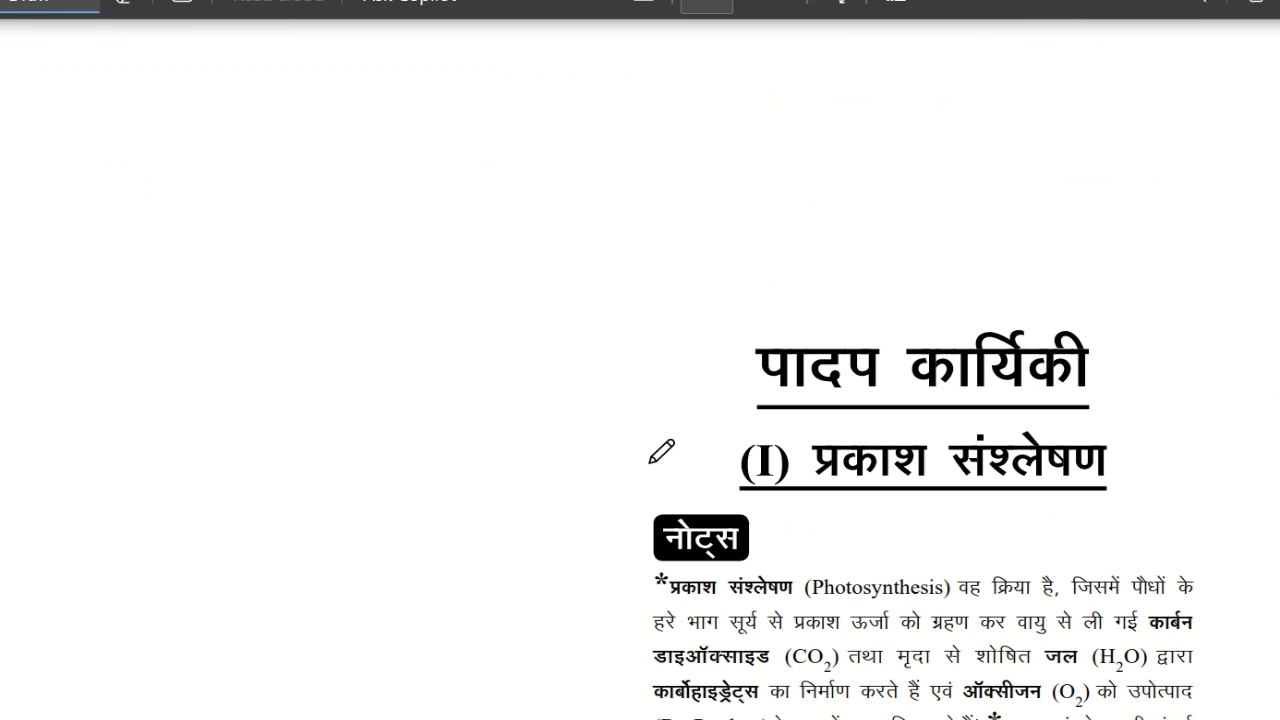 पादप कार्यिकी
(I) प्रकाश संश्लेषण
नोट्स
*प्रकाश संश्लेषण (Photosynthesis) वह क्रिया है, जिसमें पौधों के
हरे भाग सूर्य से प्रकाश ऊर्जा को ग्रहण कर वायु से ली गई कार्बन
डाइऑक्साइड (CO₂) तथा मृदा से शोषित जल (H₂O) द्वारा
कार्बोहाइड्रेट्स का निर्माण करते हैं एवं ऑक्सीजन (O₂) को उपोत्पाद